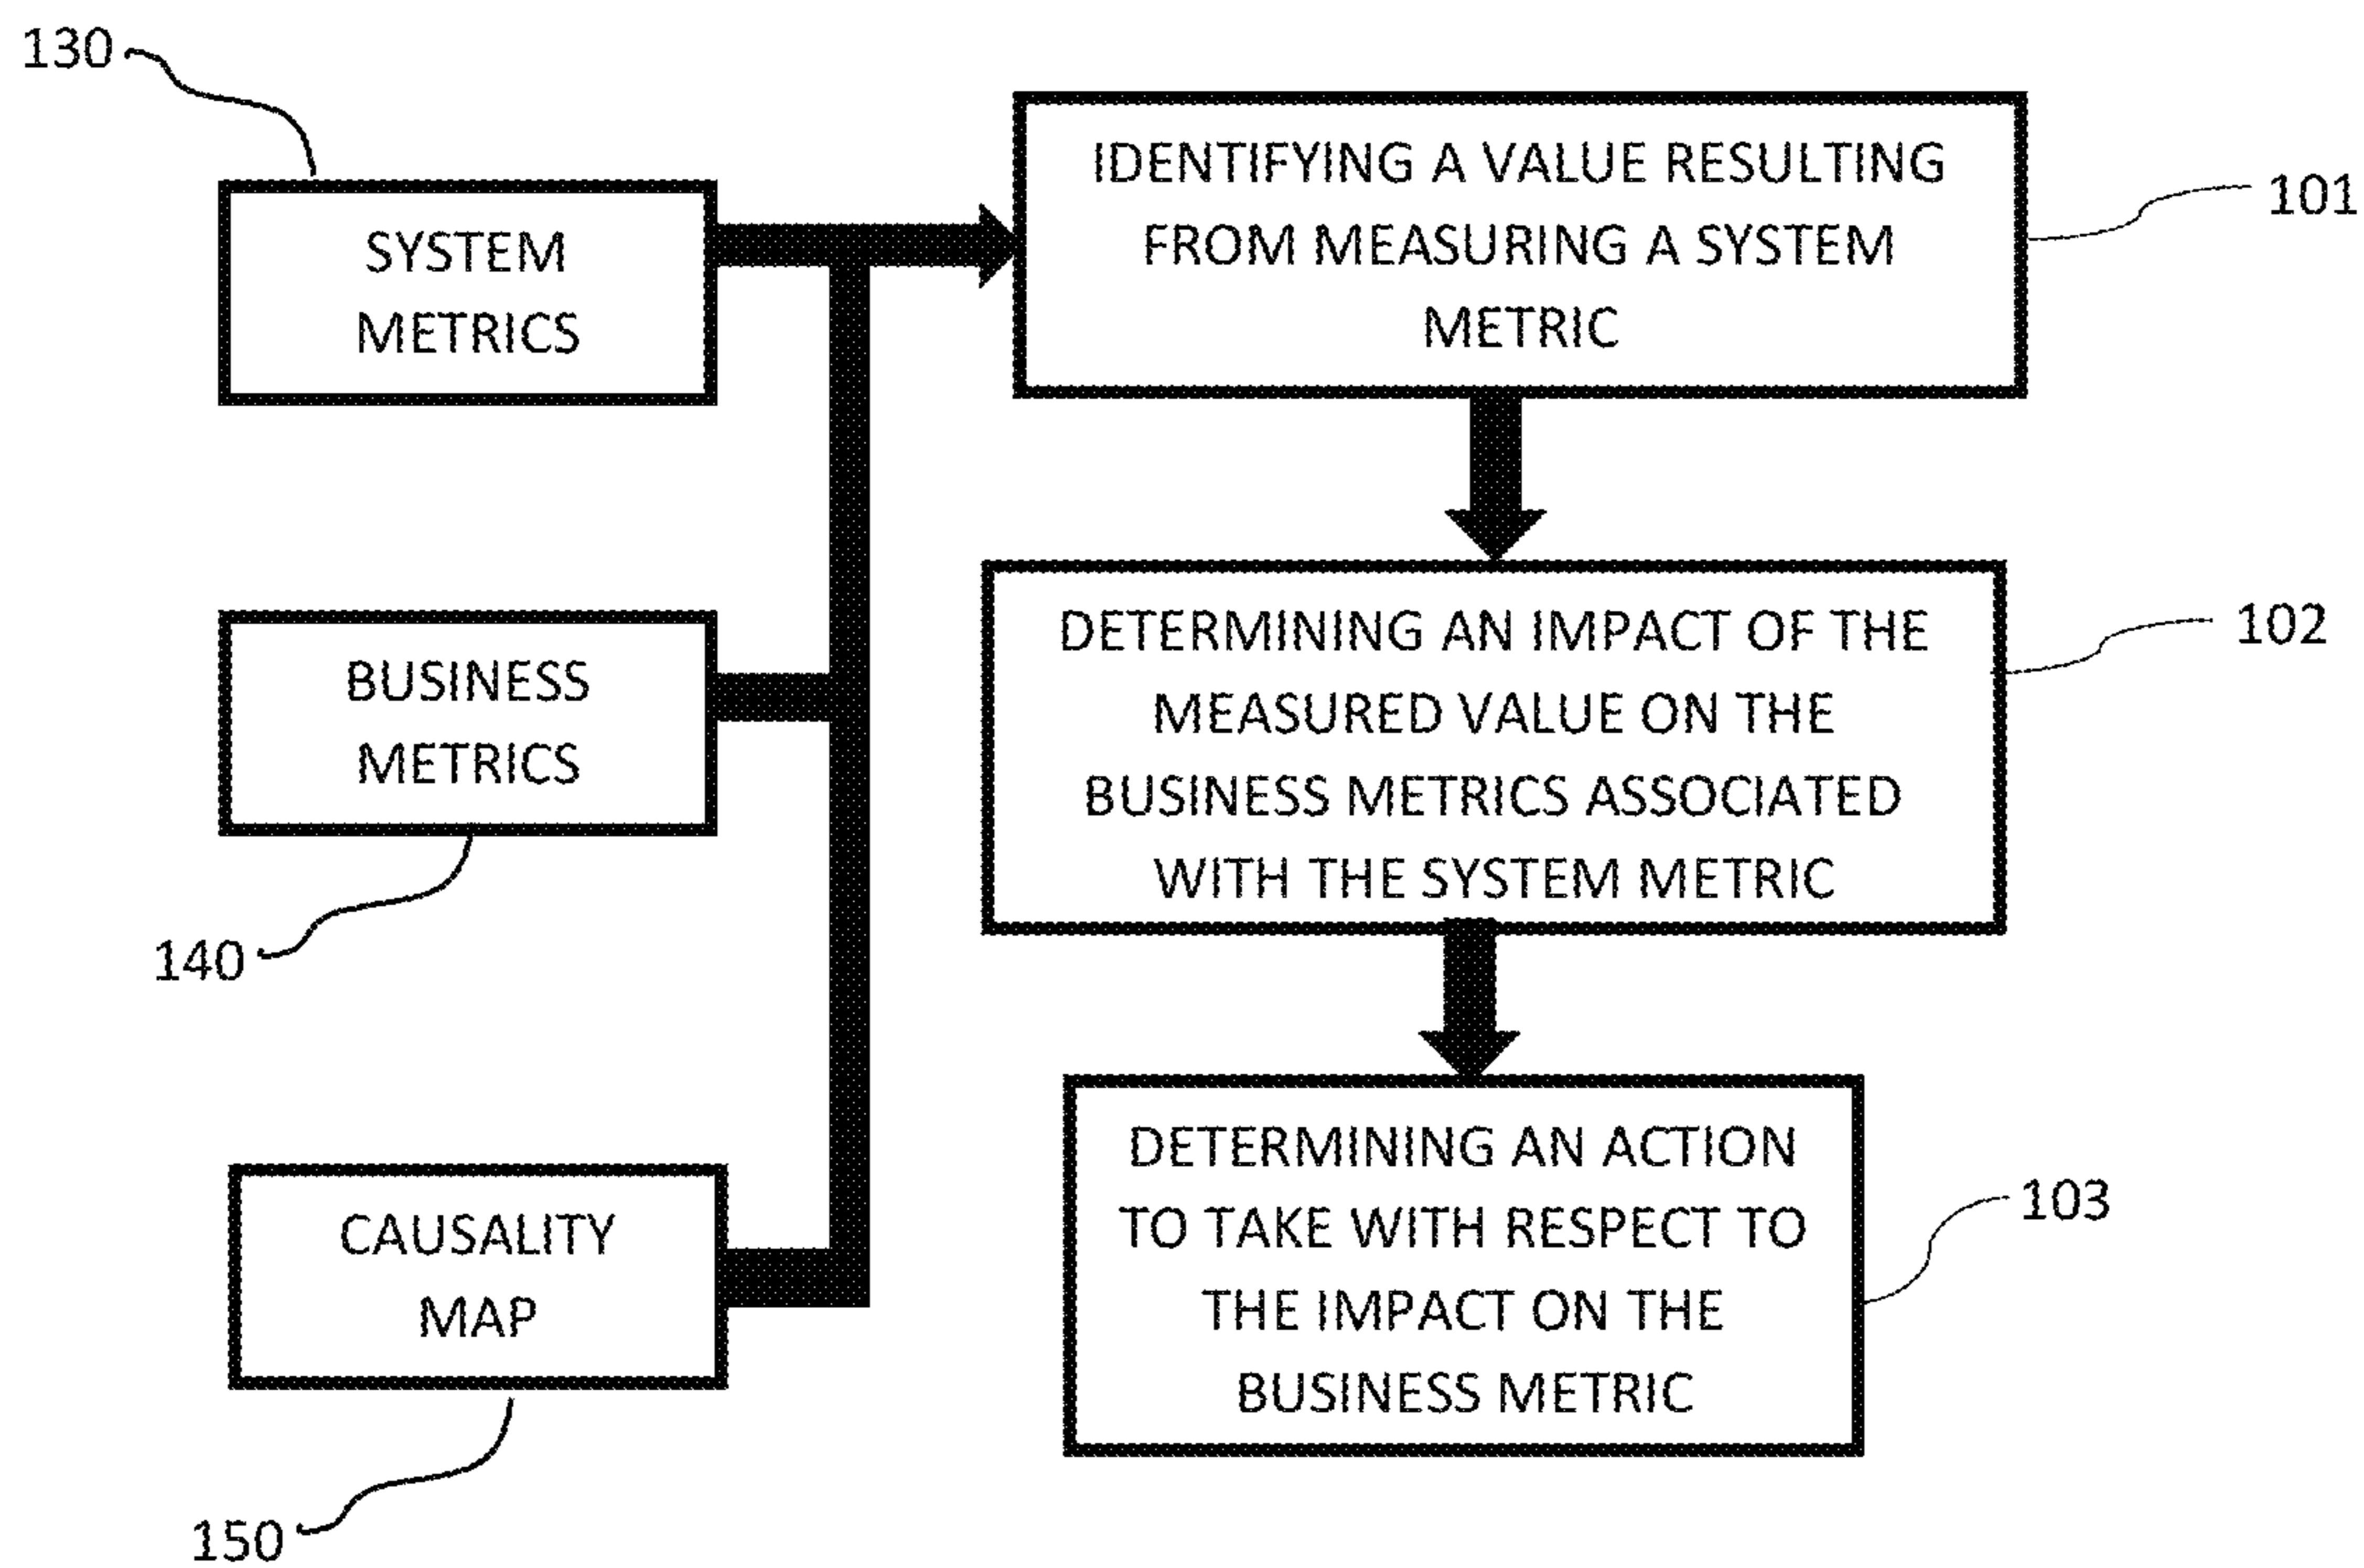 130
SYSTEM
METRICS
BUSINESS
METRICS
140
CAUSALITY
MAP
150
IDENTIFYING A VALUE RESULTING
FROM MEASURING A SYSTEM
METRIC
101
DETERMINING AN IMPACT OF THE
MEASURED VALUE ON THE
BUSINESS METRICS ASSOCIATED
WITH THE SYSTEM METRIC
102
DETERMINING AN ACTION
TO TAKE WITH RESPECT TO
THE IMPACT ON THE
BUSINESS METRIC
103